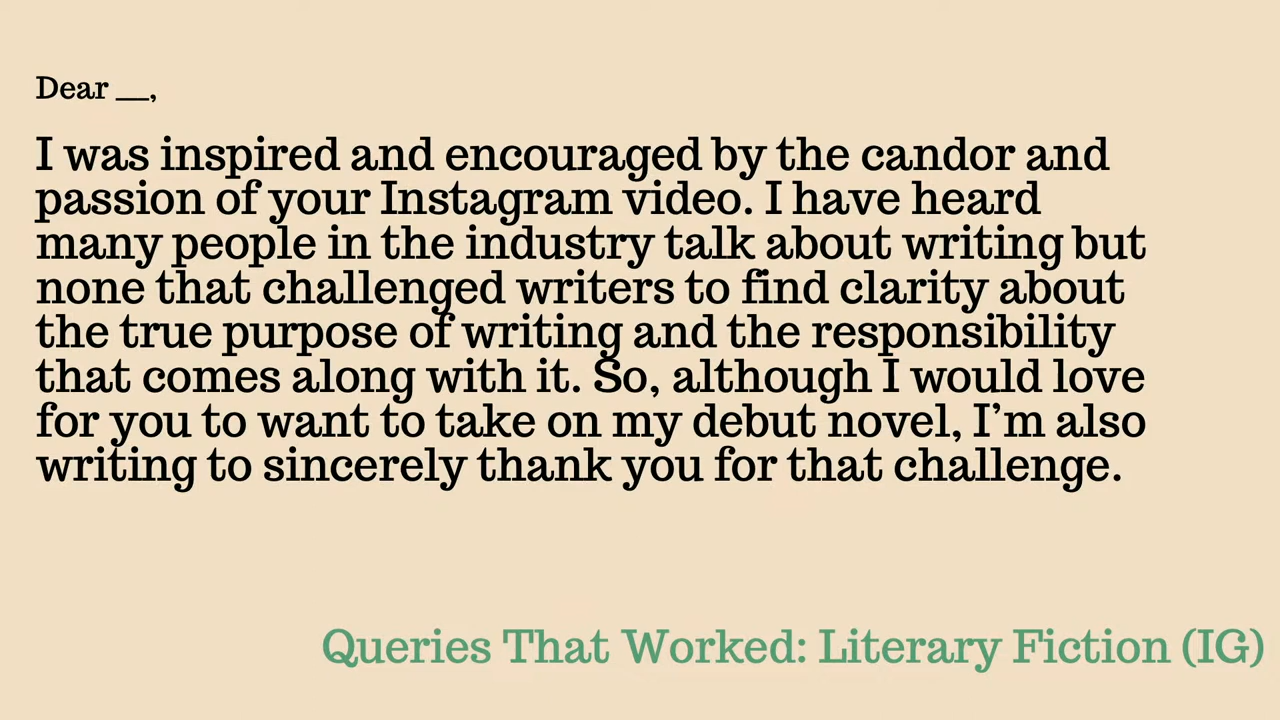 Dear __,
I was inspired and encouraged by the candor and
passion of your Instagram video. I have heard
many people in the industry talk about writing but
none that challenged writers to find clarity about
the true purpose of writing and the responsibility
that comes along with it. So, although I would love
for you to want to take on my debut novel, I’m also
writing to sincerely thank you for that challenge.
Queries That Worked: Literary Fiction (IG)